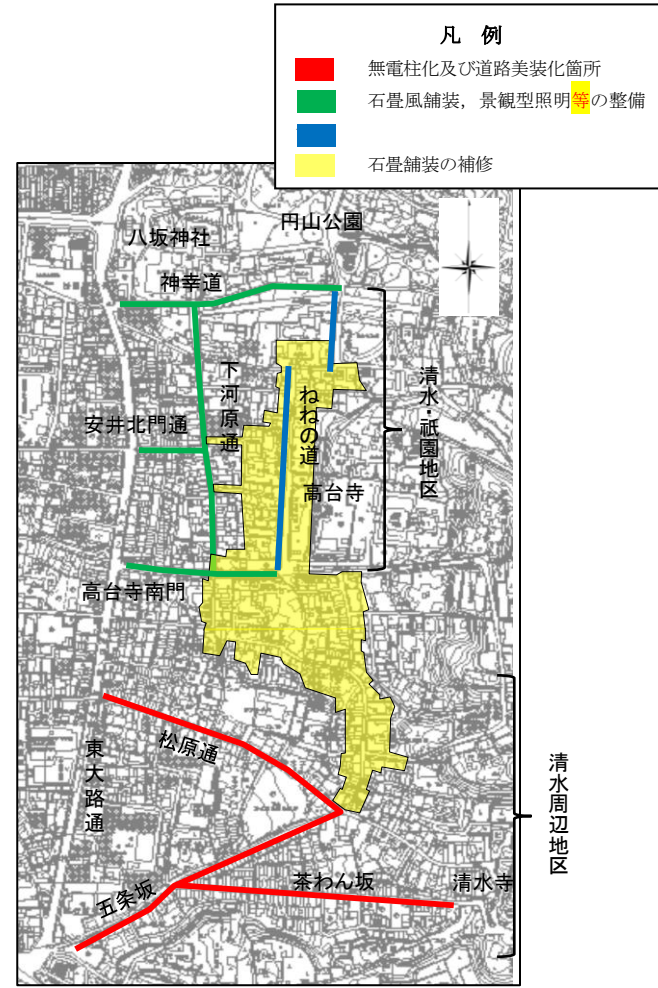 凡 例
無電柱化及び道路美装化箇所
石畳風舗装，景観型照明等の整備
石畳舗装の補修
円山公園
八坂神社
神幸道
下河原通
ねねの道
清水・祇園地区
安井北門通
高台寺
高台寺南門
松原通
東大路通
清水周辺地区
茶わん坂
清水寺
五条坂